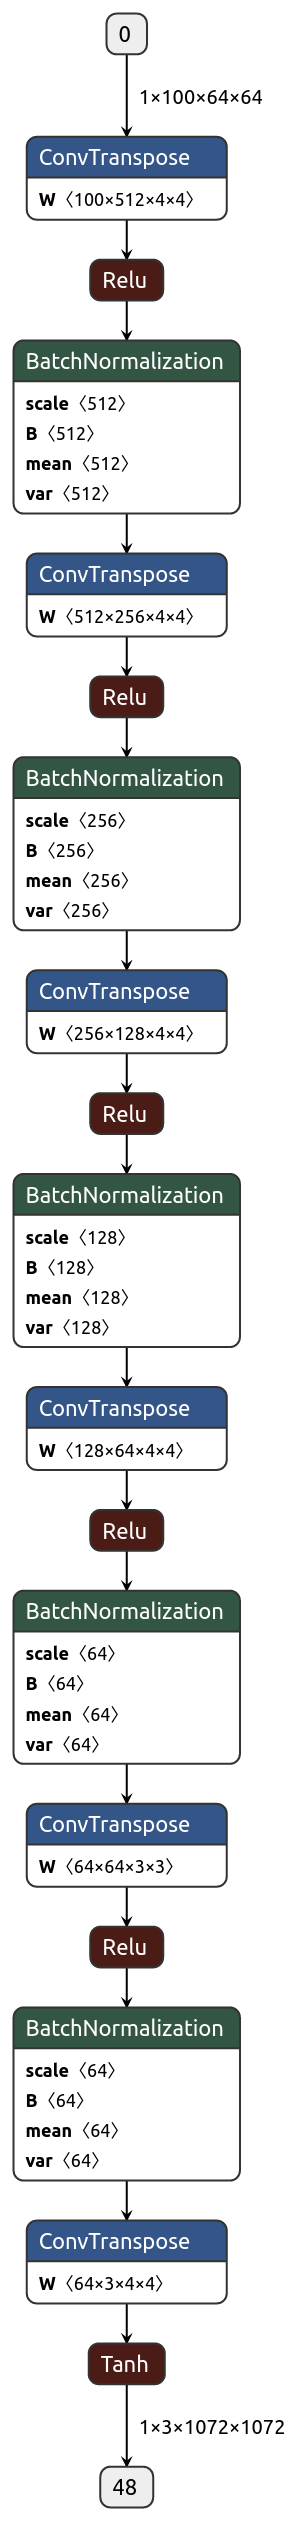 0
1×100×64×64
ConvTranspose
W〈100×512×4×4〉
Relu
BatchNormalization
scale〈512〉
B〈512〉
mean〈512〉
var〈512〉
ConvTranspose
W〈512×256×4×4〉
Relu
BatchNormalization
scale〈256〉
B〈256〉
mean〈256〉
var〈256〉
ConvTranspose
W〈256×128×4×4〉
Relu
BatchNormalization
scale〈128〉
B〈128〉
mean〈128〉
var〈128〉
ConvTranspose
W〈128×64×4×4〉
Relu
BatchNormalization
scale〈64〉
B〈64〉
mean〈64〉
var〈64〉
ConvTranspose
W〈64×64×3×3〉
Relu
BatchNormalization
scale〈64〉
B〈64〉
mean〈64〉
var〈64〉
ConvTranspose
W〈64×3×4×4〉
Tanh
1×3×1072×1072
48